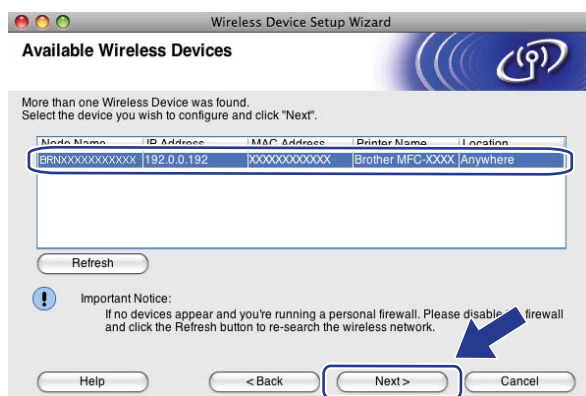 Wireless Device Setup Wizard
Available Wireless Devices
More than one Wireless Device was found.
Select the device you wish to configure and click "Next".
Node Name IP Address MAC Address Printer Name Location
BRNXXXXXXXXXXXX 192.0.0.192 XXXXXXXXXXXX Brother MFC-XXXX Anywhere
Refresh
Important Notice:
If no devices appear and you're running a personal firewall. Please disable firewall
and click the Refresh button to re-search the wireless network.
Help < Back Next > Cancel